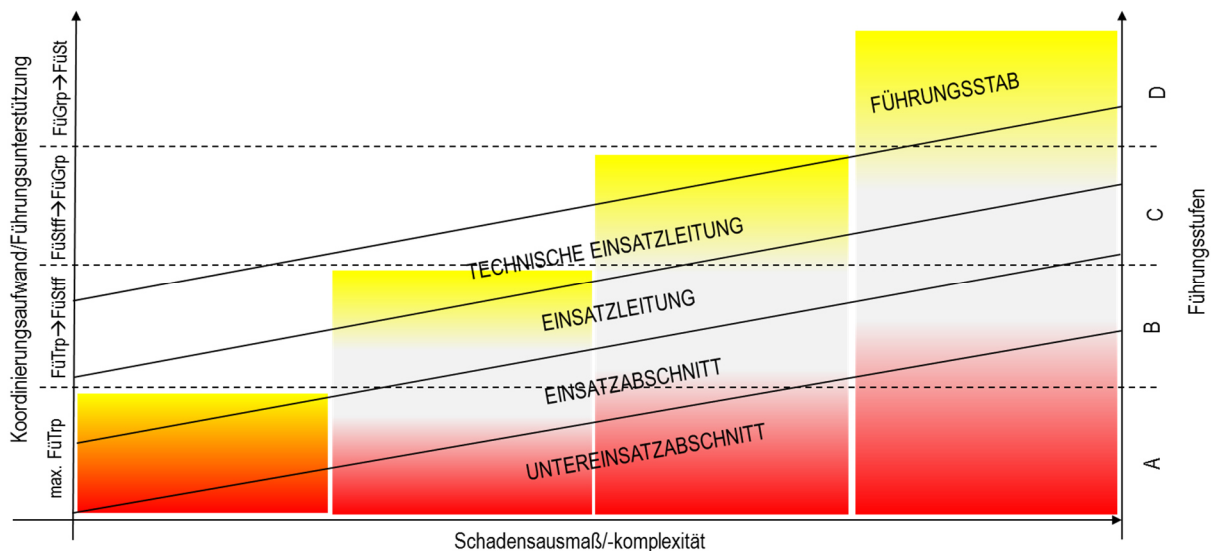 Koordinierungsaufwand/Führungsunterstützung
FüGrp→FüSt
FüStff→FüGrp
FüTrp→FüStff
max. FüTrp
FÜHRUNGSSTAB
TECHNISCHE EINSATZLEITUNG
EINSATZLEITUNG
EINSATZABSCHNITT
UNTEREINSATZABSCHNITT
D
C
B
A
Führungsstufen
Schadensausmaß/-komplexität